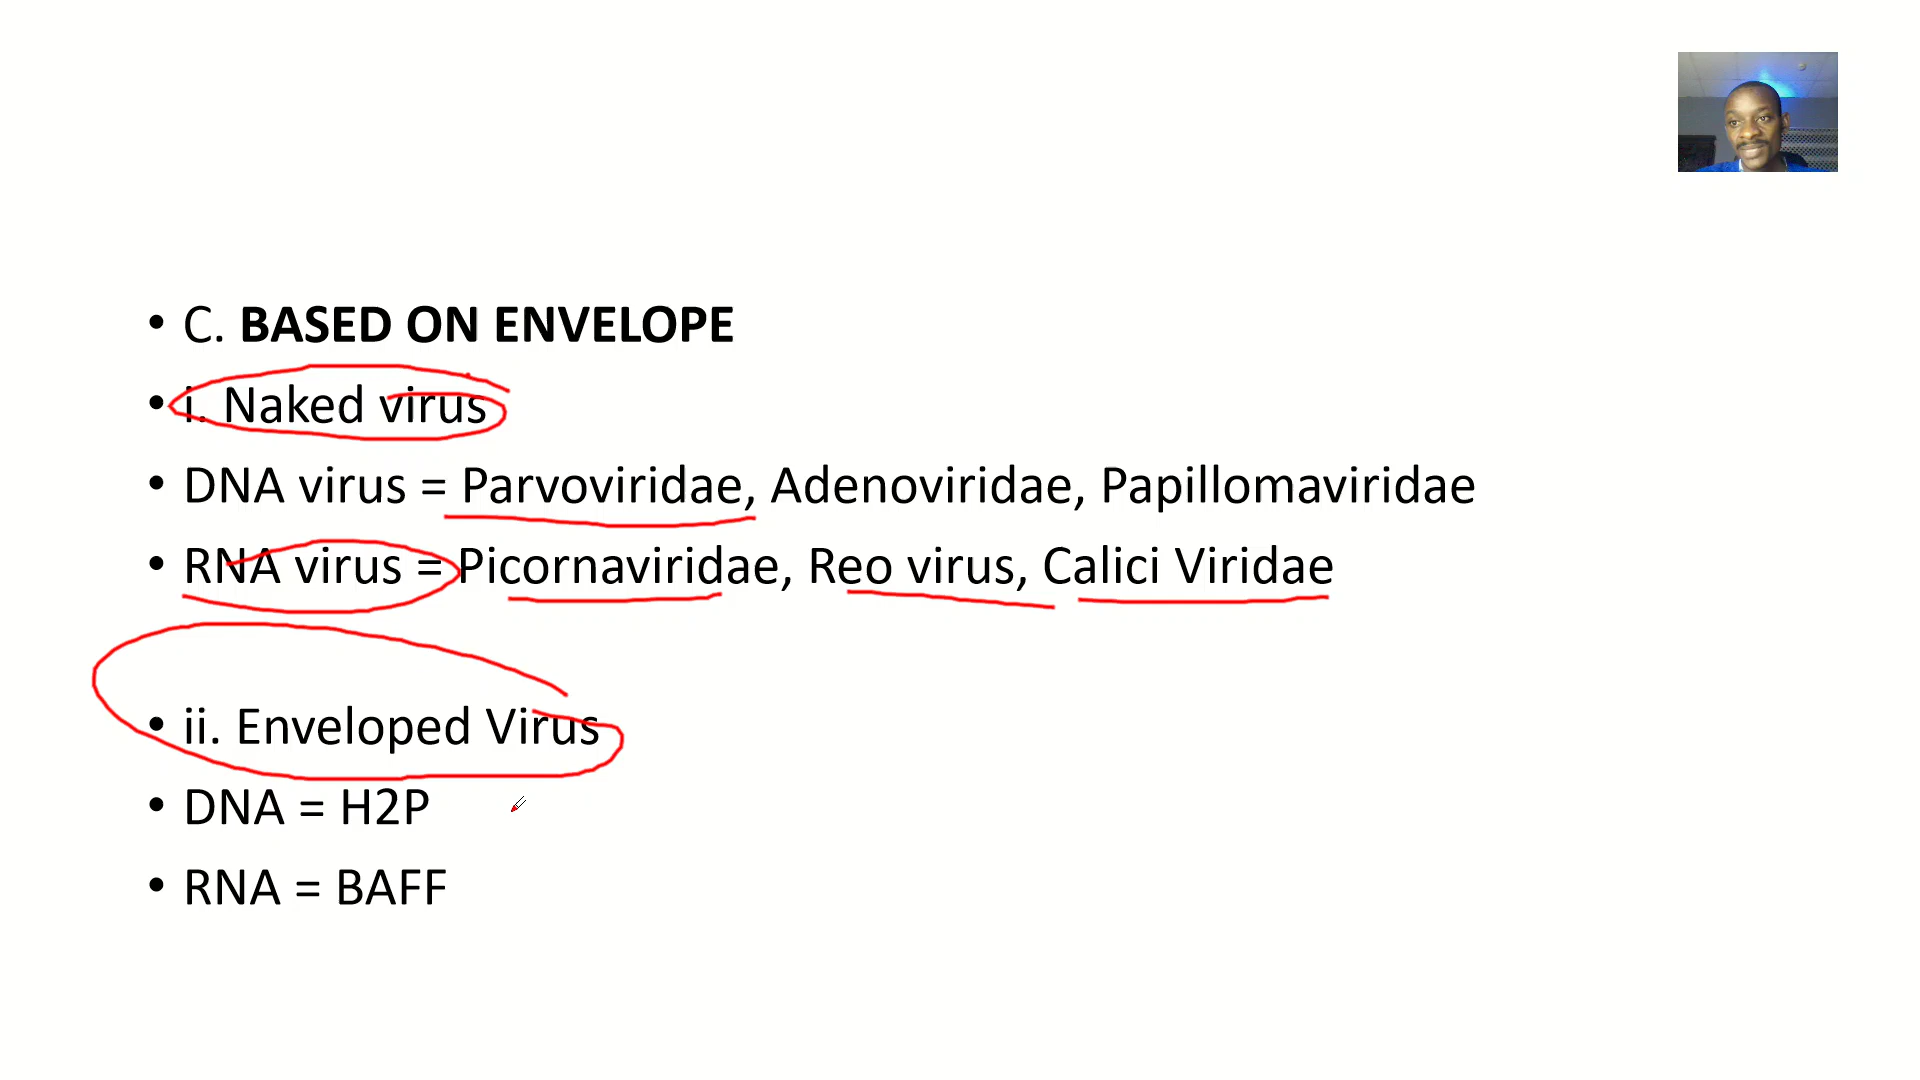 • C. BASED ON ENVELOPE
• i. Naked virus
• DNA virus = Parvoviridae, Adenoviridae, Papillomaviridae
• RNA virus = Picornaviridae, Reo virus, Calici Viridae
• ii. Enveloped Virus
• DNA = H2P
• RNA = BAFF